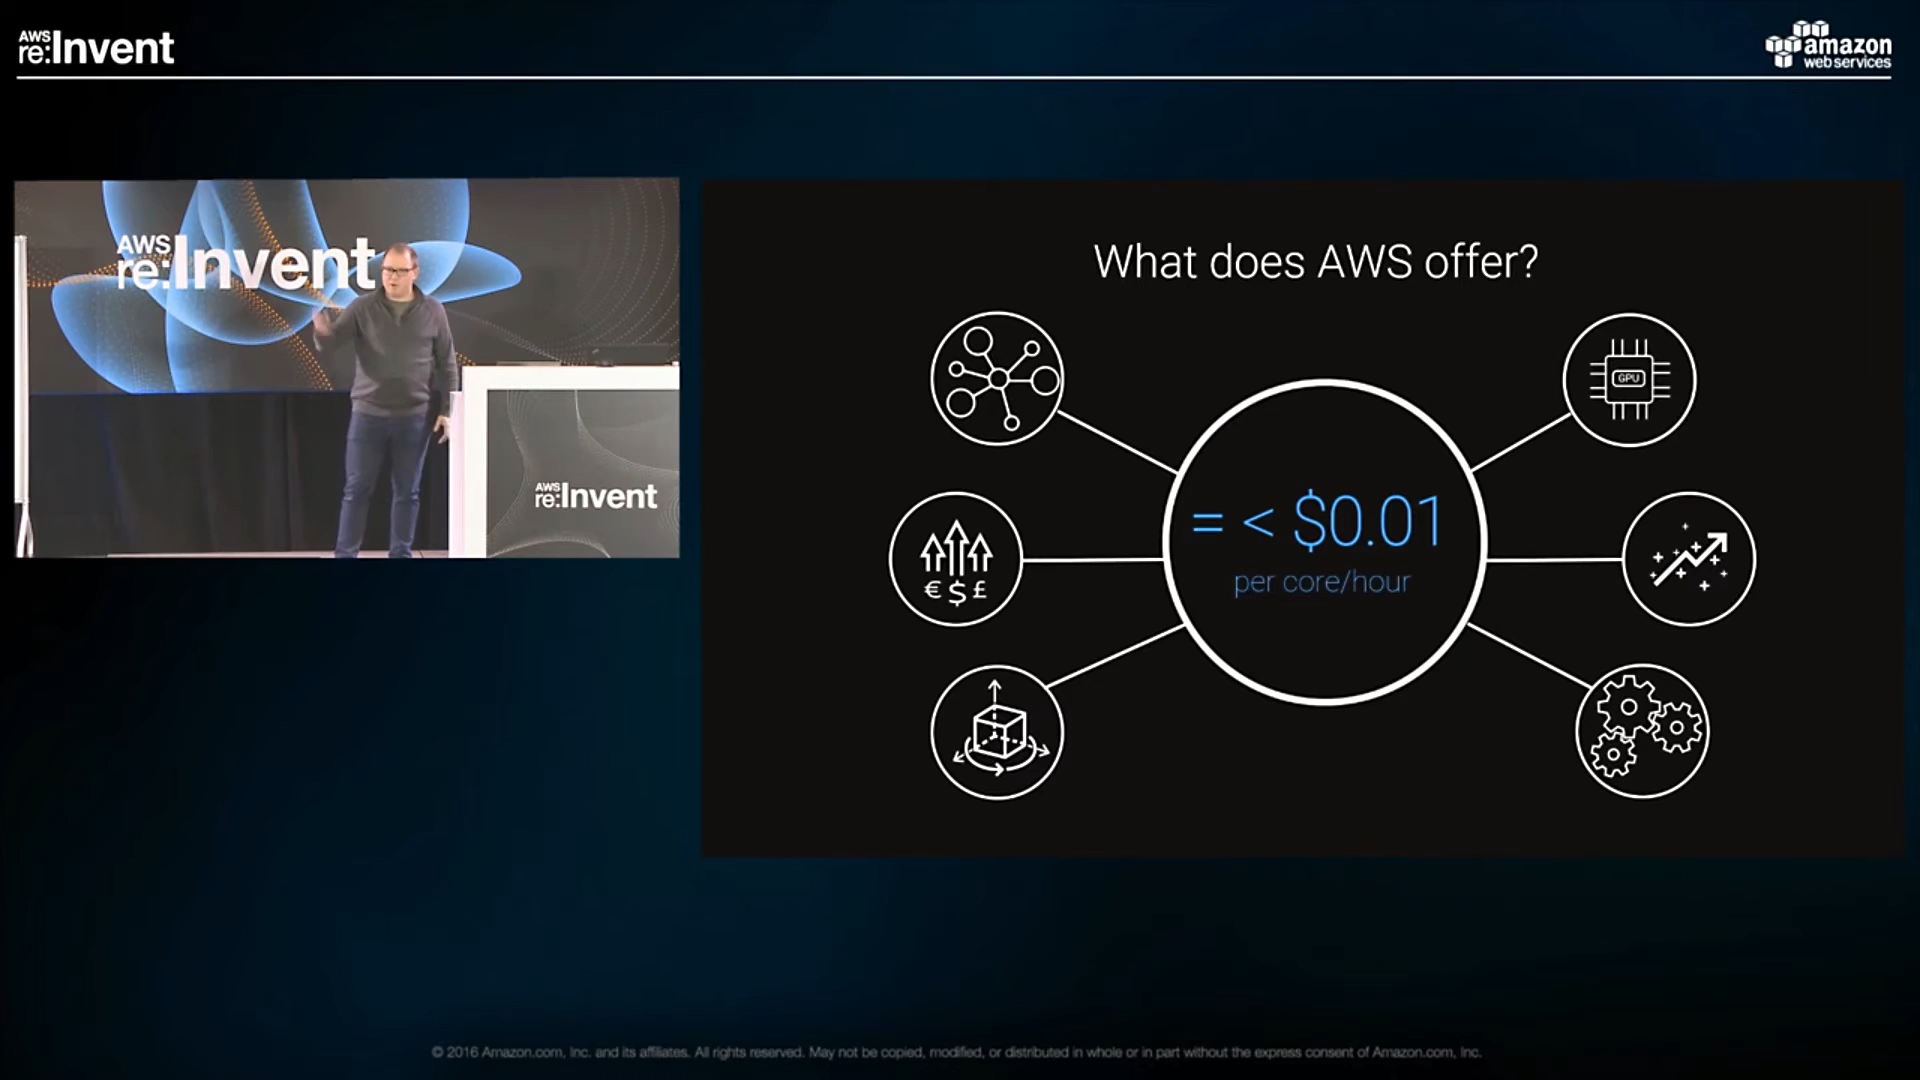 AWS
re:Invent
amazon
web services
AWS
re:Invent
AWS
re:Invent
What does AWS offer?
GPU
= < $0.01
per core/hour
€ $ £
© 2016 Amazon.com, Inc. and its affiliates. All rights reserved. May not be copied, modified, or distributed in whole or in part without the express consent of Amazon.com, Inc.